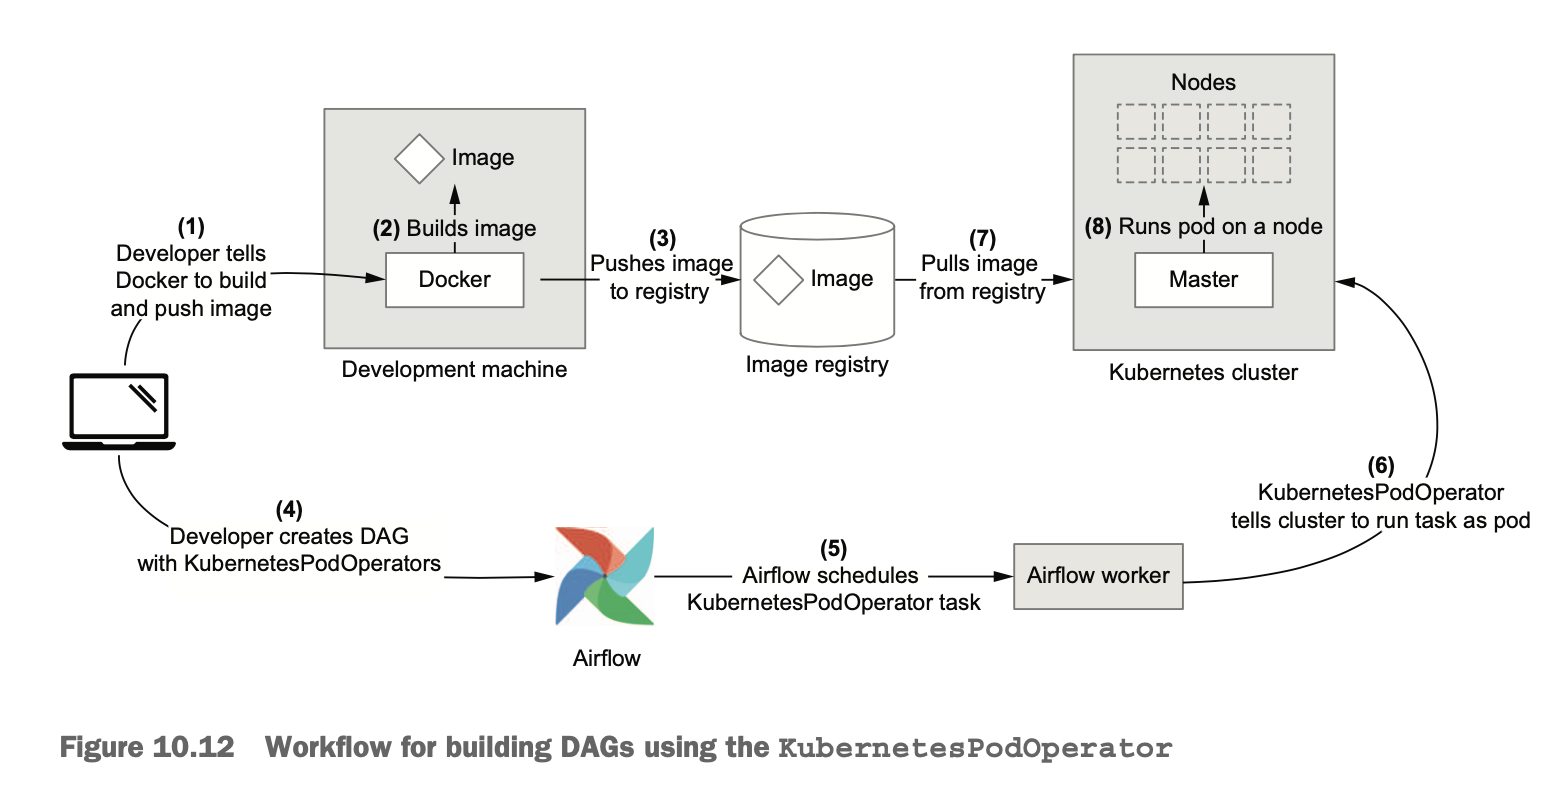 Nodes
Image
(1)
Developer tells
Docker to build
and push image
(2) Builds image
Docker
Development machine
(3)
Pushes image
to registry
Image
Image registry
(7)
Pulls image
from registry
(8) Runs pod on a node
Master
Kubernetes cluster
(4)
Developer creates DAG
with KubernetesPodOperators
Airflow
(5)
Airflow schedules
KubernetesPodOperator task
Airflow worker
(6)
KubernetesPodOperator
tells cluster to run task as pod
Figure 10.12 Workflow for building DAGs using the KubernetesPodOperator